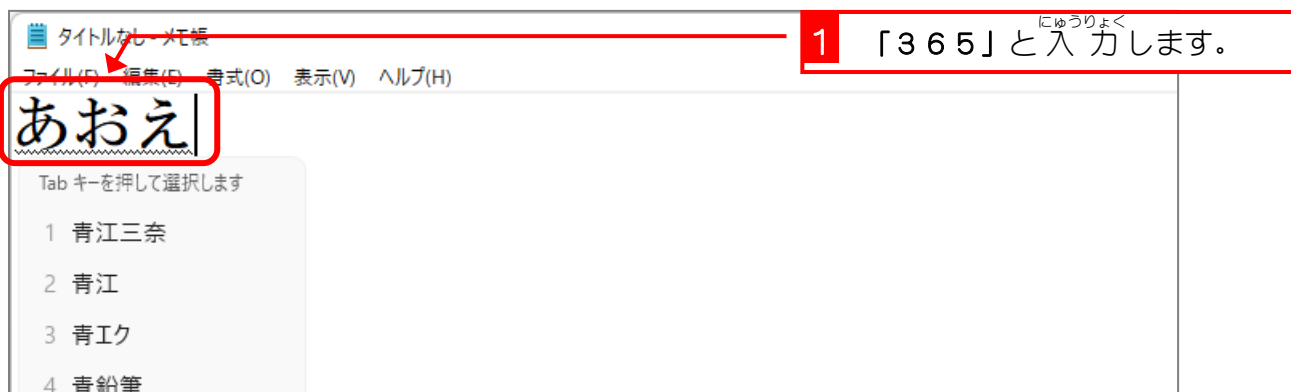 タイトルなし - メモ帳
1 「３６５」と入力します。
にゅうりょく
ファイル(F) 編集(E) 書式(O) 表示(V) ヘルプ(H)
あおえ
Tab キーを押して選択します
1 青江三奈
2 青江
3 青エク
4 青鉛筆